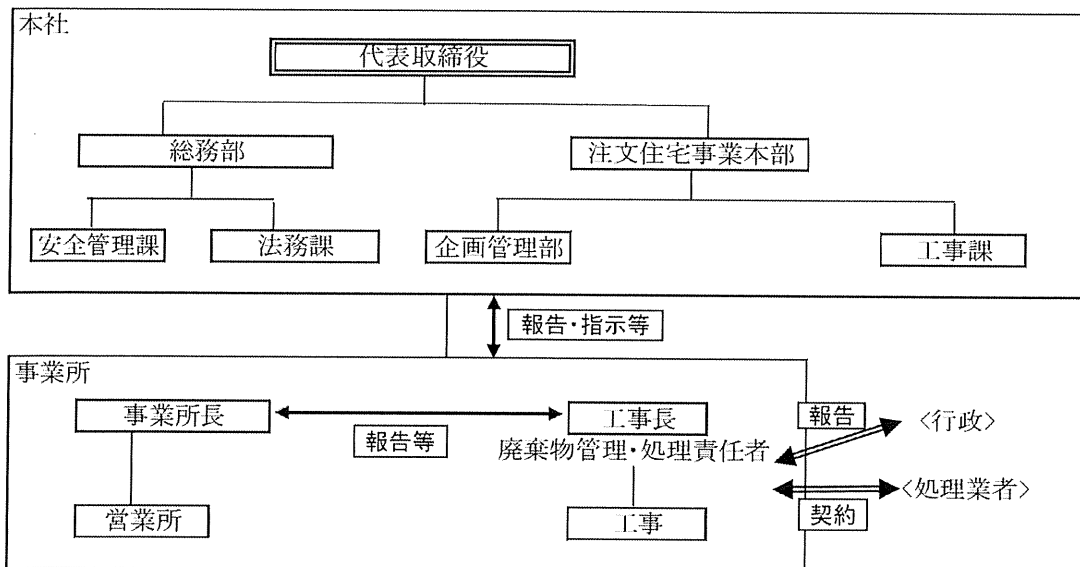 本社
代表取締役
総務部
注文住宅事業本部
安全管理課
法務課
企画管理部
工事課
報告・指示等
事業所
事業所長
報告等
工事長
廃棄物管理・処理責任者
営業所
工事
報告
<行政>
<処理業者>
契約